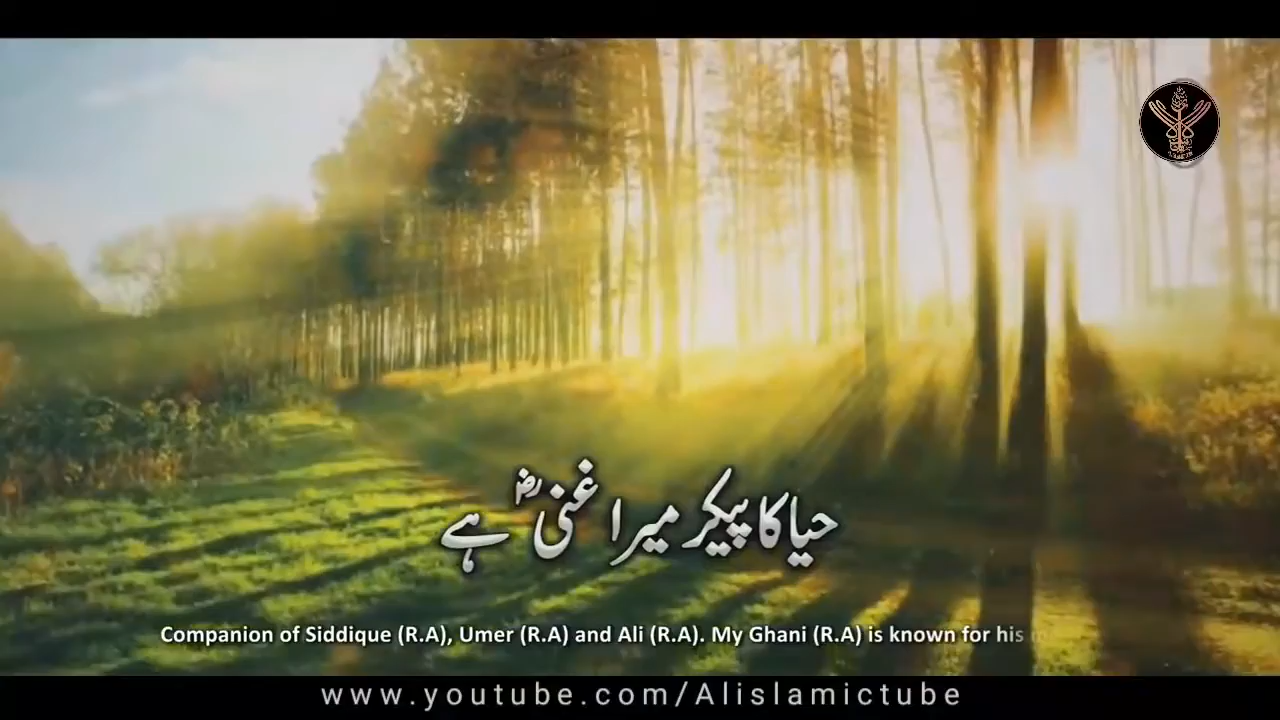 حیا کا پیکر میرا غنیؓ ہے
Companion of Siddique (R.A), Umer (R.A) and Ali (R.A). My Ghani (R.A) is known for his
www.youtube.com/Alislamictube